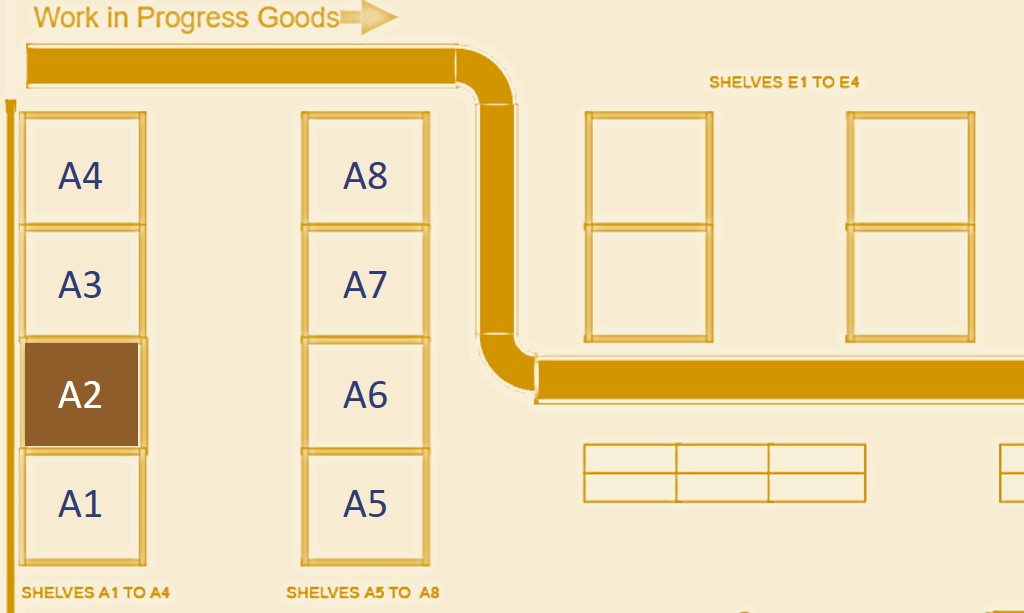 Work in Progress Goods
SHELVES E1 TO E4
A4
A8
A3
A7
A2
A6
A1
A5
SHELVES A1 TO A4
SHELVES A5 TO A8